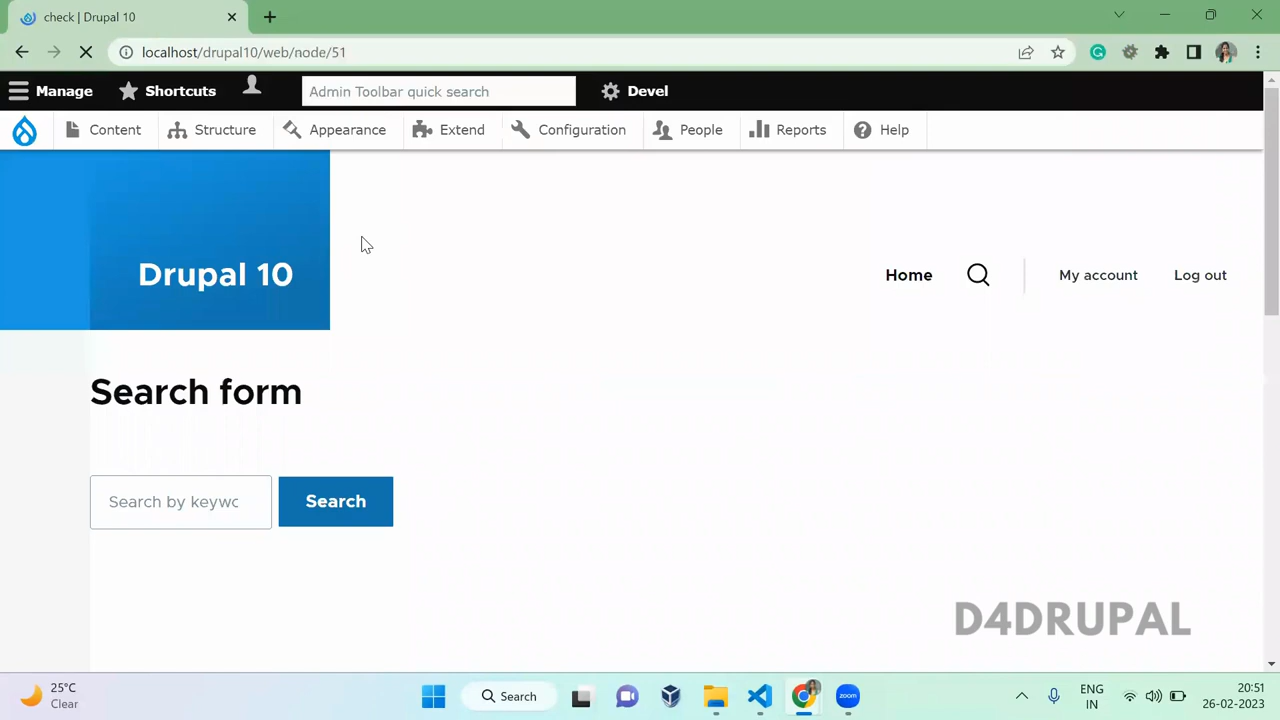 check | Drupal 10
localhost/drupal10/web/node/51
Manage
Shortcuts
Admin Toolbar quick search
Devel
Content
Structure
Appearance
Extend
Configuration
People
Reports
Help
Drupal 10
Home
My account
Log out
Search form
Search by keywc
Search
D4DRUPAL
25°C
Clear
Search
zoom
ENG
IN
20:51
26-02-2023